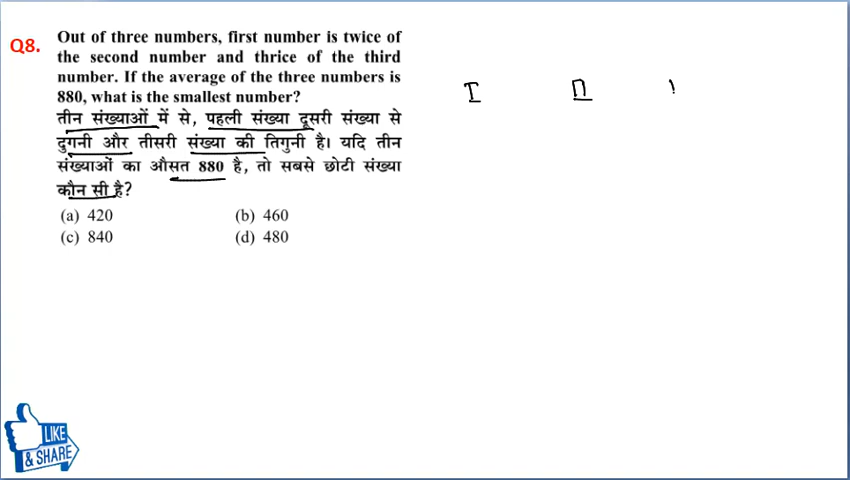 Q8. Out of three numbers, first number is twice of
the second number and thrice of the third
number. If the average of the three numbers is
880, what is the smallest number?
तीन संख्याओं में से, पहली संख्या दूसरी संख्या से
दुगनी और तीसरी संख्या की तिगुनी है। यदि तीन
संख्याओं का औसत 880 है, तो सबसे छोटी संख्या
कौन सी है?
(a) 420 (b) 460
(c) 840 (d) 480
I II
LIKE
& SHARE